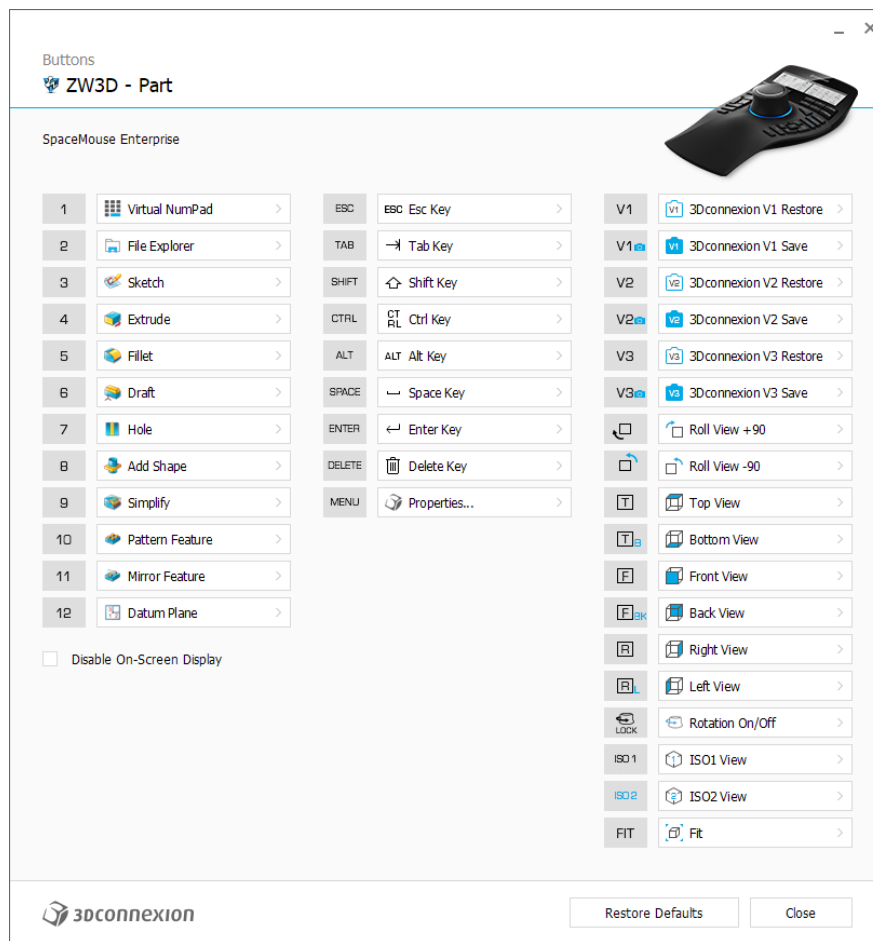 Buttons
ZW3D - Part
SpaceMouse Enterprise
1 Virtual NumPad
2 File Explorer
3 Sketch
4 Extrude
5 Fillet
6 Draft
7 Hole
8 Add Shape
9 Simplify
10 Pattern Feature
11 Mirror Feature
12 Datum Plane
Disable On-Screen Display
ESC ESC Esc Key
TAB Tab Key
SHIFT Shift Key
CTRL CT RL Ctrl Key
ALT ALT Alt Key
SPACE Space Key
ENTER Enter Key
DELETE Delete Key
MENU Properties...
V1 V1 3Dconnexion V1 Restore
V1 V1 3Dconnexion V1 Save
V2 V2 3Dconnexion V2 Restore
V2 V2 3Dconnexion V2 Save
V3 V3 3Dconnexion V3 Restore
V3 V3 3Dconnexion V3 Save
Roll View +90
Roll View -90
T Top View
T B Bottom View
F Front View
F BK Back View
R Right View
R L Left View
LOCK Rotation On/Off
ISO 1 1 ISO1 View
ISO 2 2 ISO2 View
FIT Fit
3DCONNEXION
Restore Defaults
Close